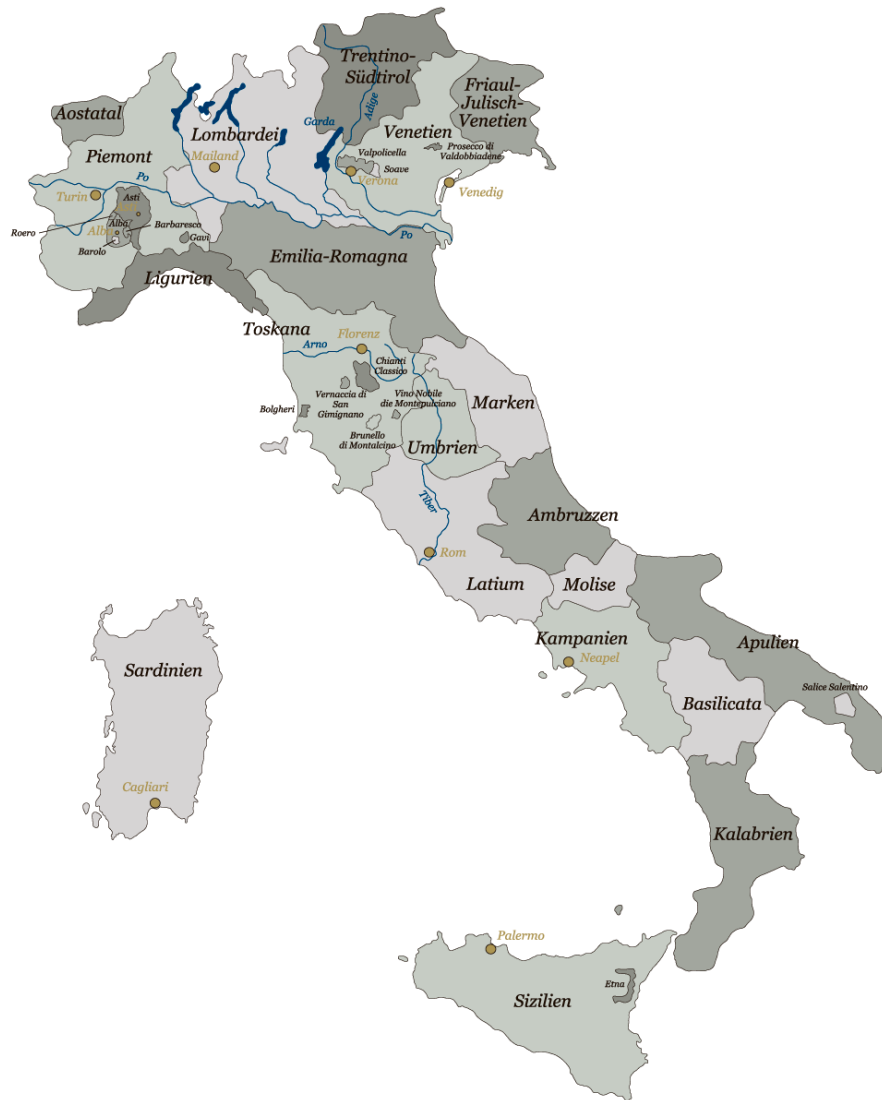 Trentino-
Südtirol
Friaul-
Julisch-
Venetien
Aostatal
Garda
Adige
Lombardei
Venetien
Prosecco di
Valdobbiadene
Piemont
Mailand
Valpolicella
Soave
Verona
Venedig
Po
Turin
Asti
Roero
Alba
Alba
Barbaresco
Barolo
Gavi
Po
Emilia-Romagna
Ligurien
Toskana
Florenz
Arno
Chianti
Classico
Vernaccia di
San
Gimignano
Vino Nobile
die Montepulciano
Bolgheri
Brunello
di Montalcino
Marken
Umbrien
Tiber
Ambruzzen
Rom
Latium
Molise
Kampanien
Neapel
Apulien
Sardinien
Salice Salentino
Basilicata
Cagliari
Kalabrien
Palermo
Etna
Sizilien